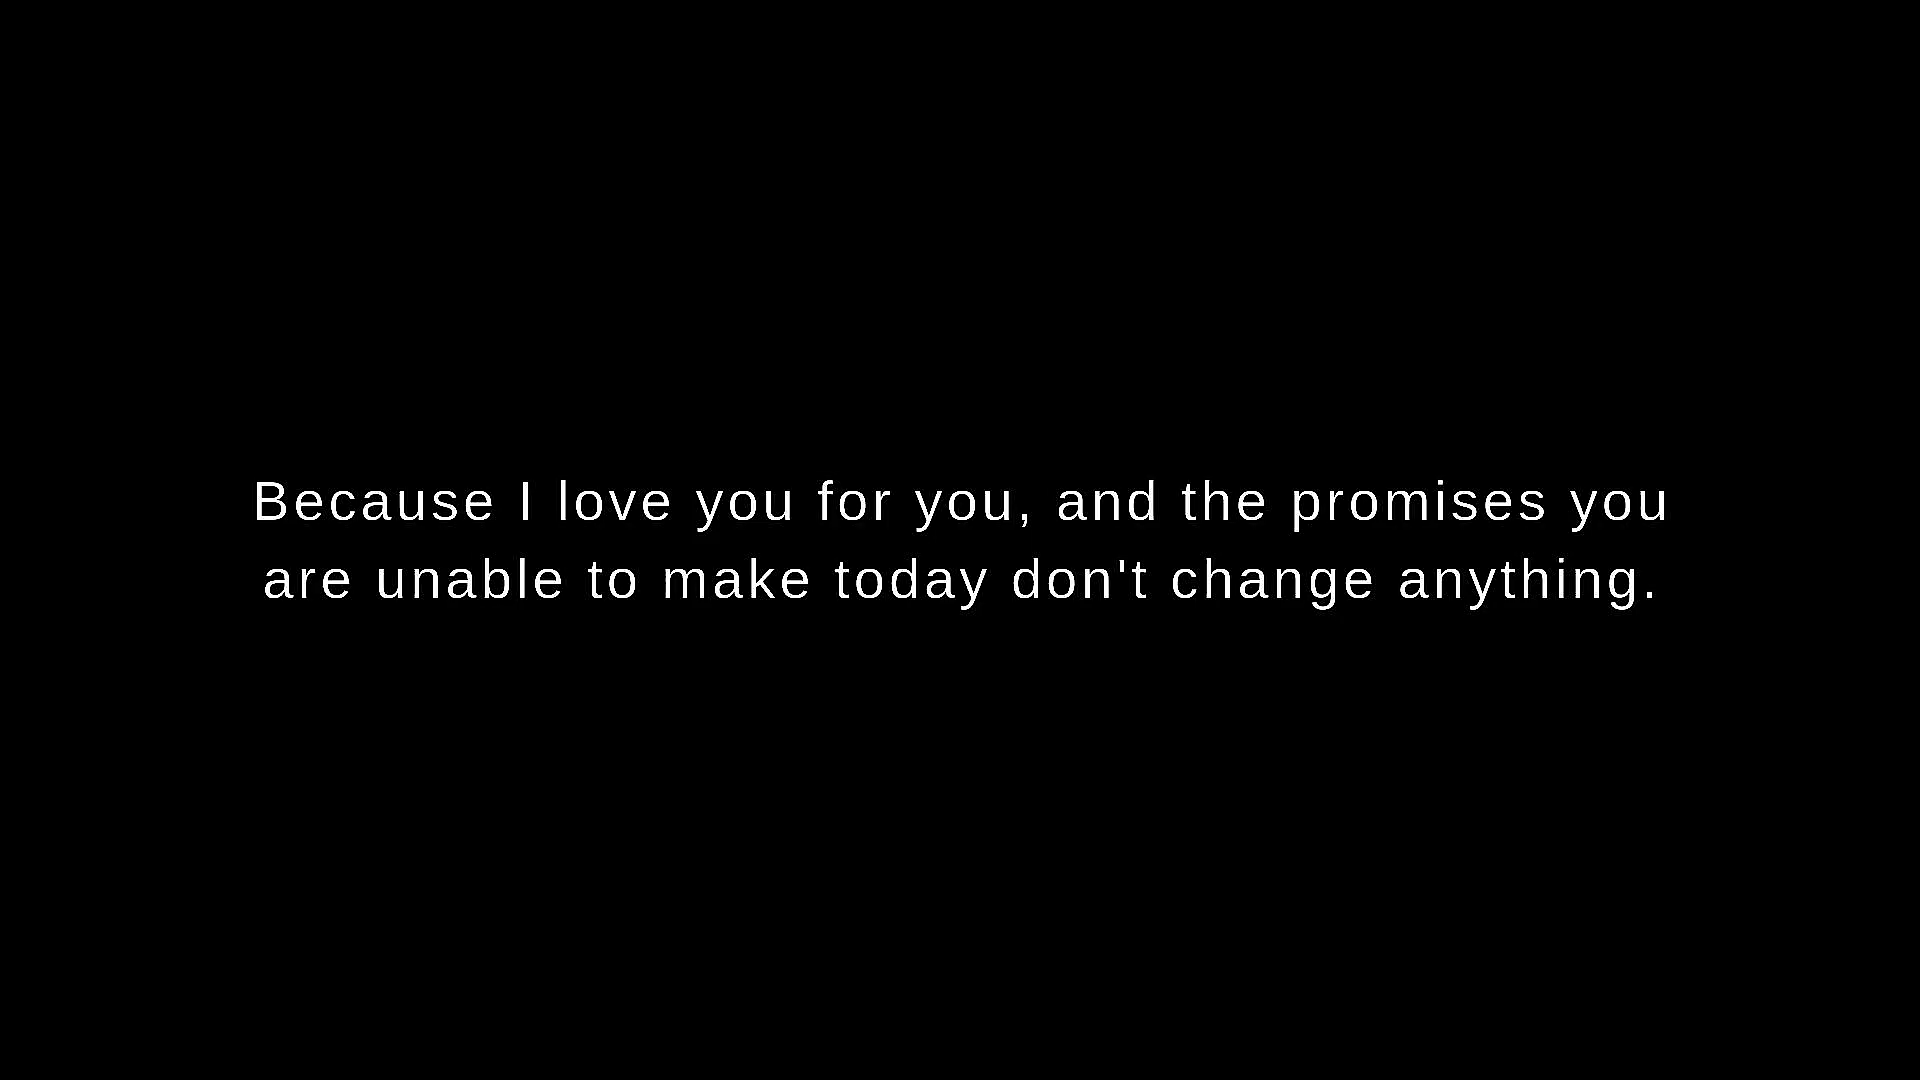 Because I love you for you, and the promises you
are unable to make today don't change anything.